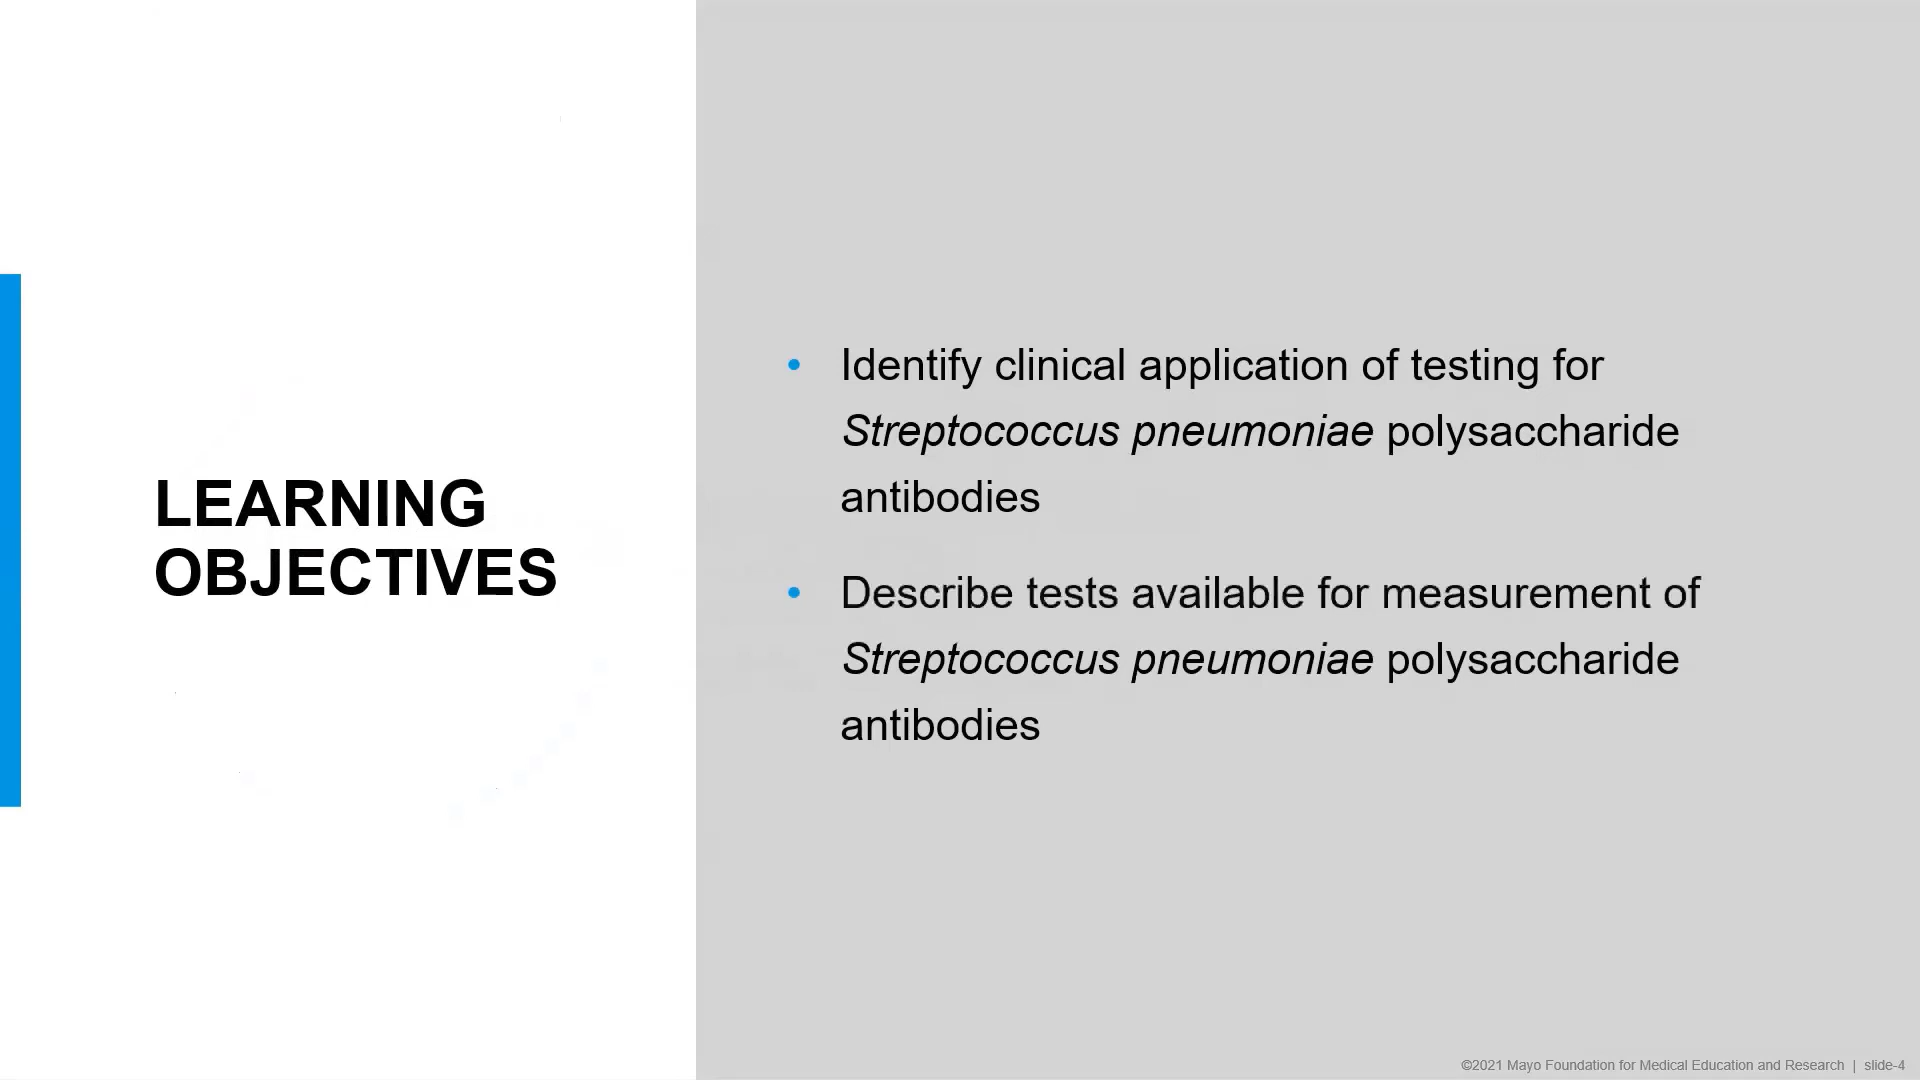 LEARNING
OBJECTIVES
• Identify clinical application of testing for
Streptococcus pneumoniae polysaccharide
antibodies
• Describe tests available for measurement of
Streptococcus pneumoniae polysaccharide
antibodies
©2021 Mayo Foundation for Medical Education and Research | slide-4